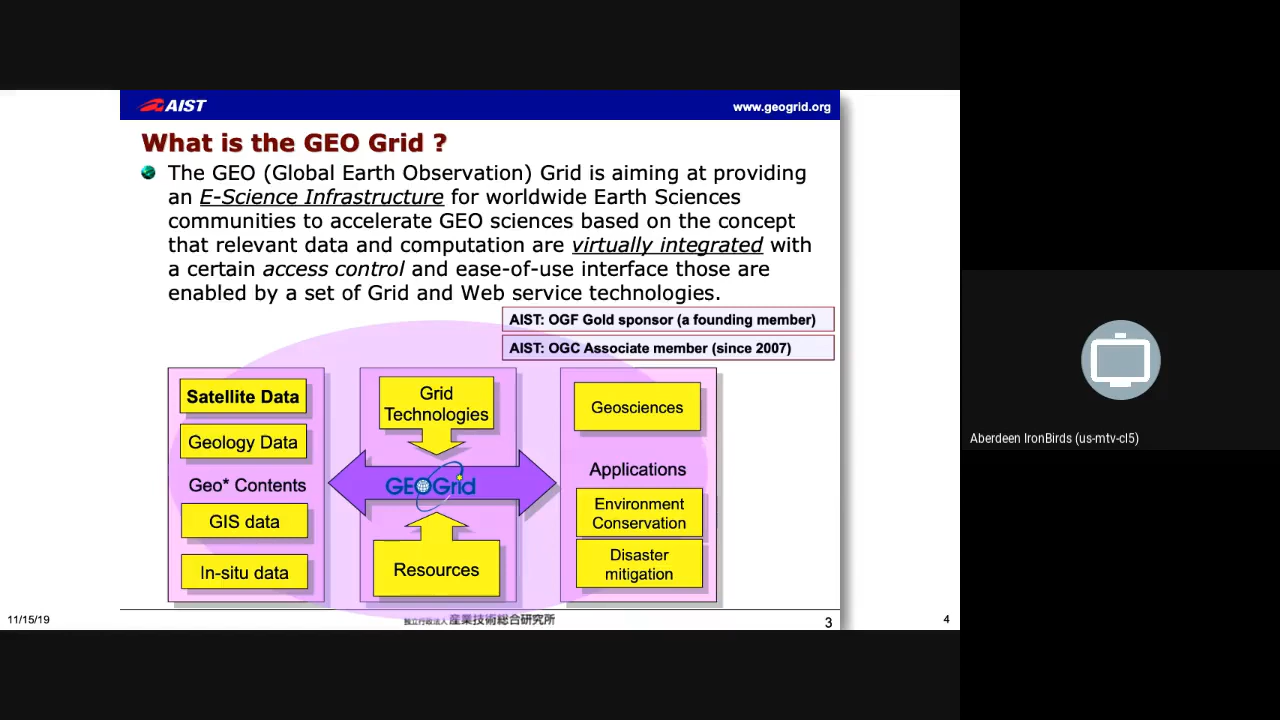 AIST
www.geogrid.org
What is the GEO Grid ?
The GEO (Global Earth Observation) Grid is aiming at providing
an E-Science Infrastructure for worldwide Earth Sciences
communities to accelerate GEO sciences based on the concept
that relevant data and computation are virtually integrated with
a certain access control and ease-of-use interface those are
enabled by a set of Grid and Web service technologies.
AIST: OGF Gold sponsor (a founding member)
AIST: OGC Associate member (since 2007)
Satellite Data
Geology Data
Geo* Contents
GIS data
In-situ data
Grid
Technologies
GEOGrid
Resources
Geosciences
Applications
Environment
Conservation
Disaster
mitigation
11/15/19
独立行政法人 産業技術総合研究所
3
4
Aberdeen IronBirds (us-mtv-cl5)